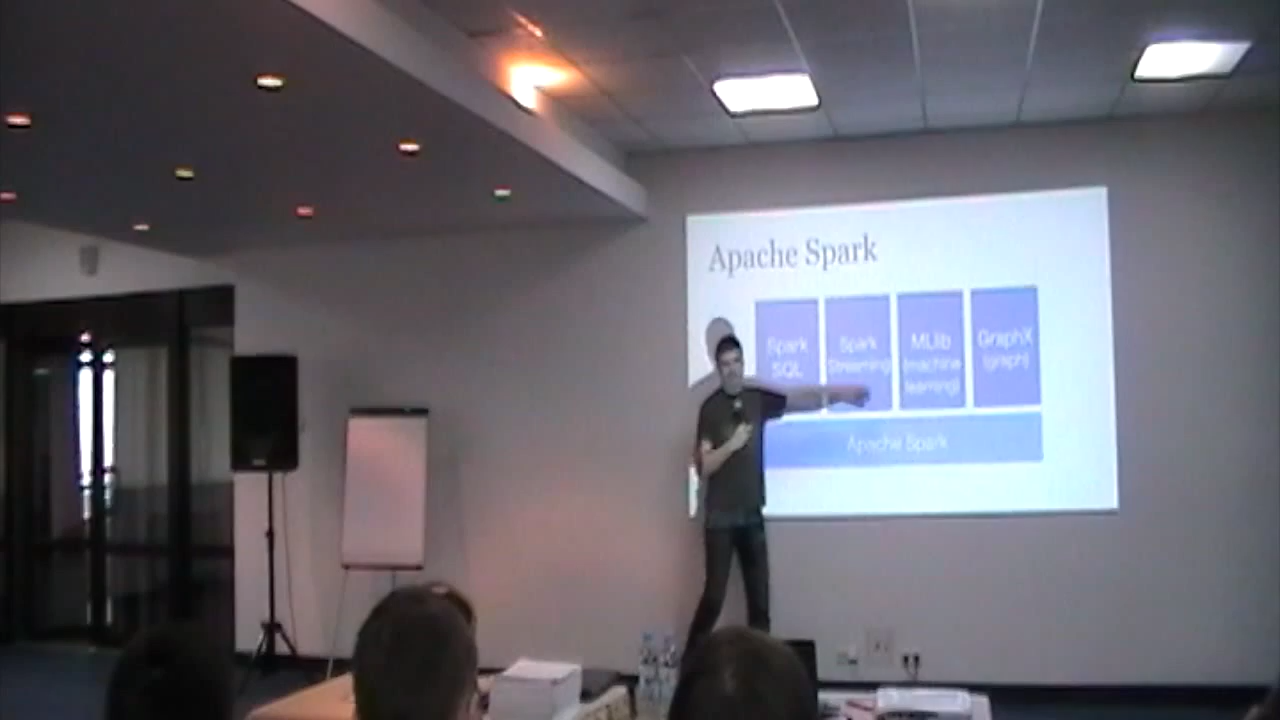 Apache Spark
Spark
SQL
Spark
Streaming
MLlib
(machine
learning)
GraphX
(graph)
Apache Spark